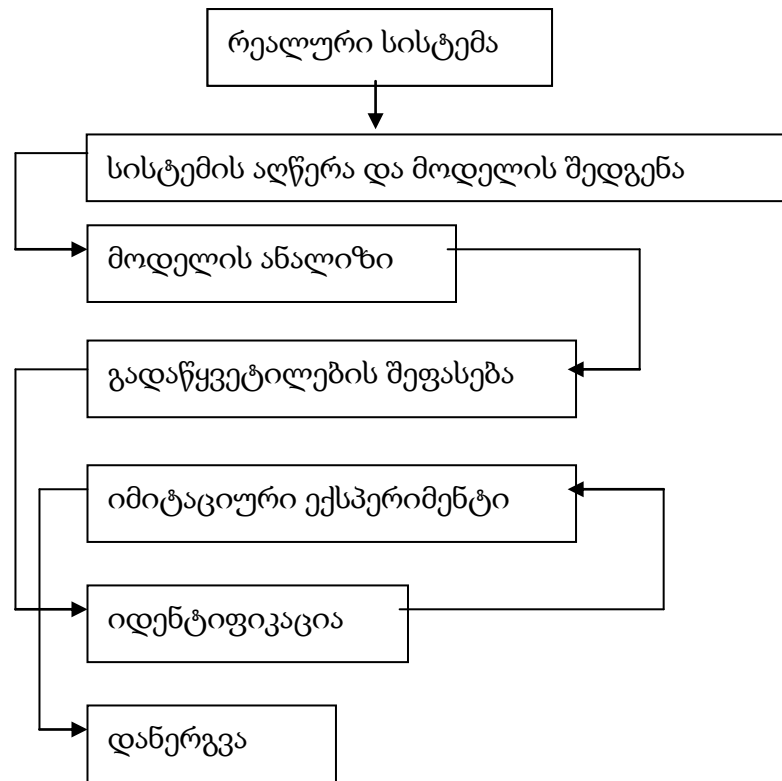 რეალური სისტემა
სისტემის აღწერა და მოდელის შედგენა
მოდელის ანალიზი
გადაწყვეტილების შეფასება
იმიტაციური ექსპერიმენტი
იდენტიფიკაცია
დანერგვა